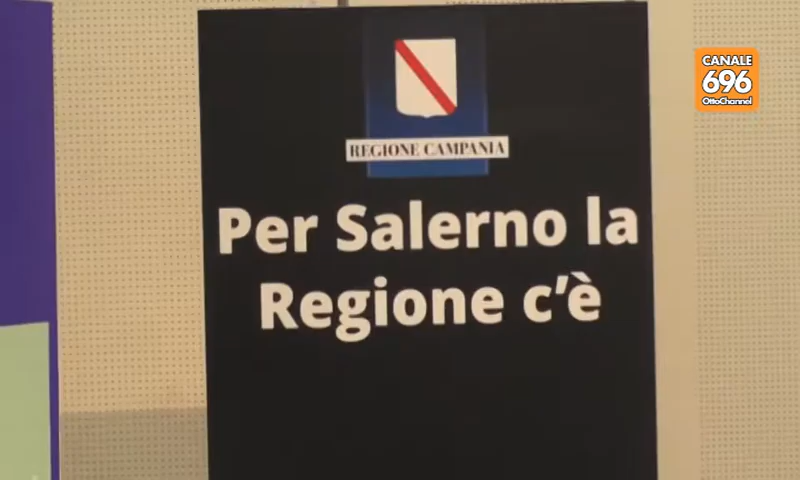 CANALE
696
OttoChannel
REGIONE CAMPANIA
Per Salerno la
Regione c'è